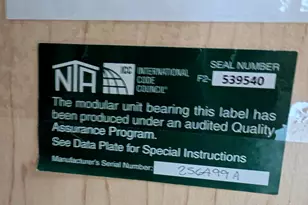 NTA
ICC
INTERNATIONAL
CODE
COUNCIL
SEAL NUMBER
F2- 539540
The modular unit bearing this label has
been produced under an audited Quality
Assurance Program.
See Data Plate for Special Instructions
Manufacturer's Serial Number: 256499A